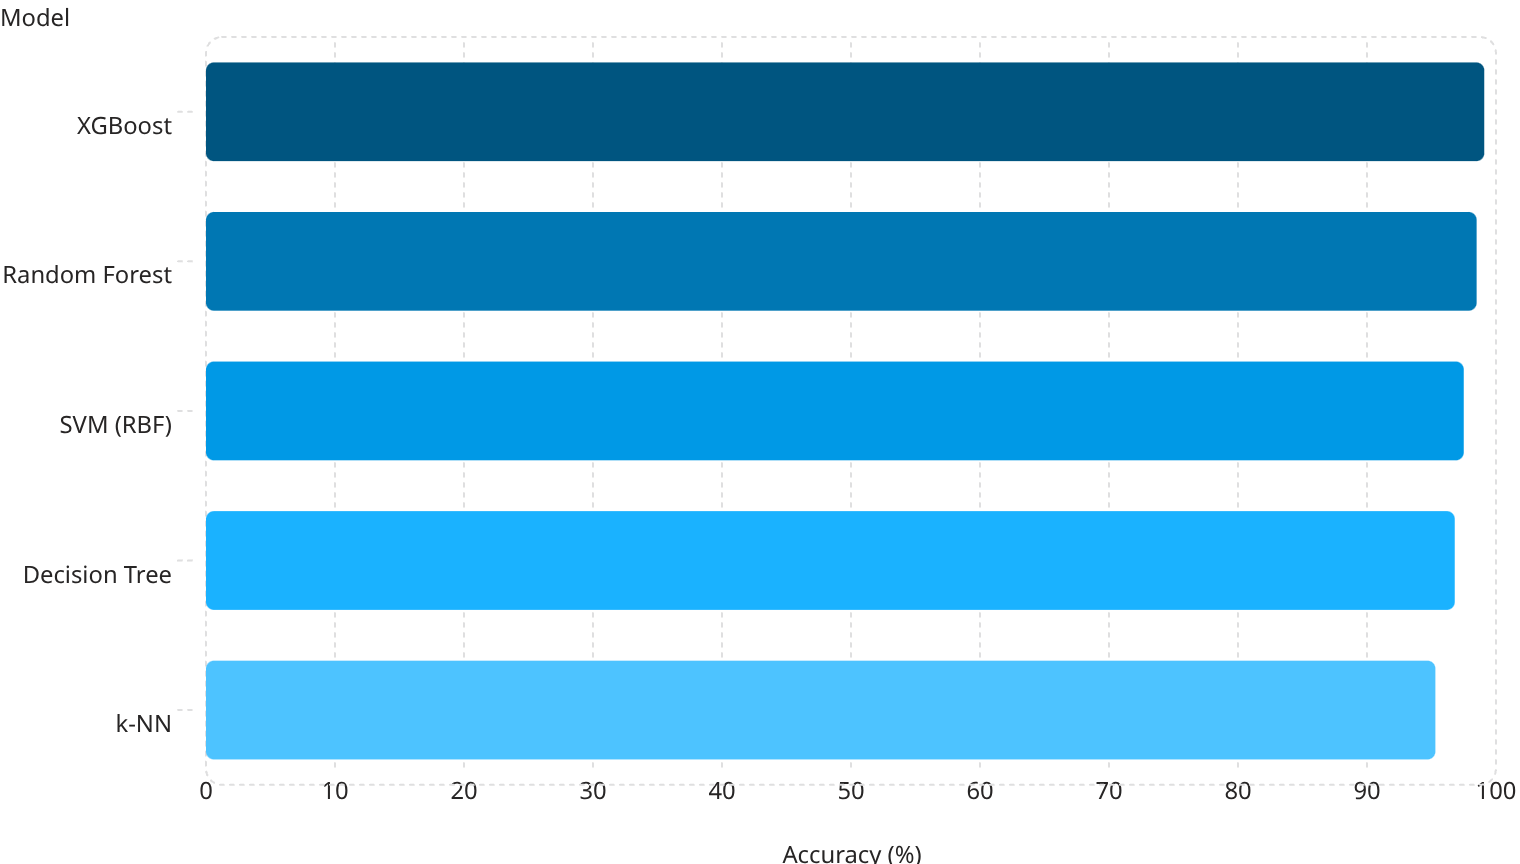 Model
XGBoost
Random Forest
SVM (RBF)
Decision Tree
k-NN
0 10 20 30 40 50 60 70 80 90 100
Accuracy (%)